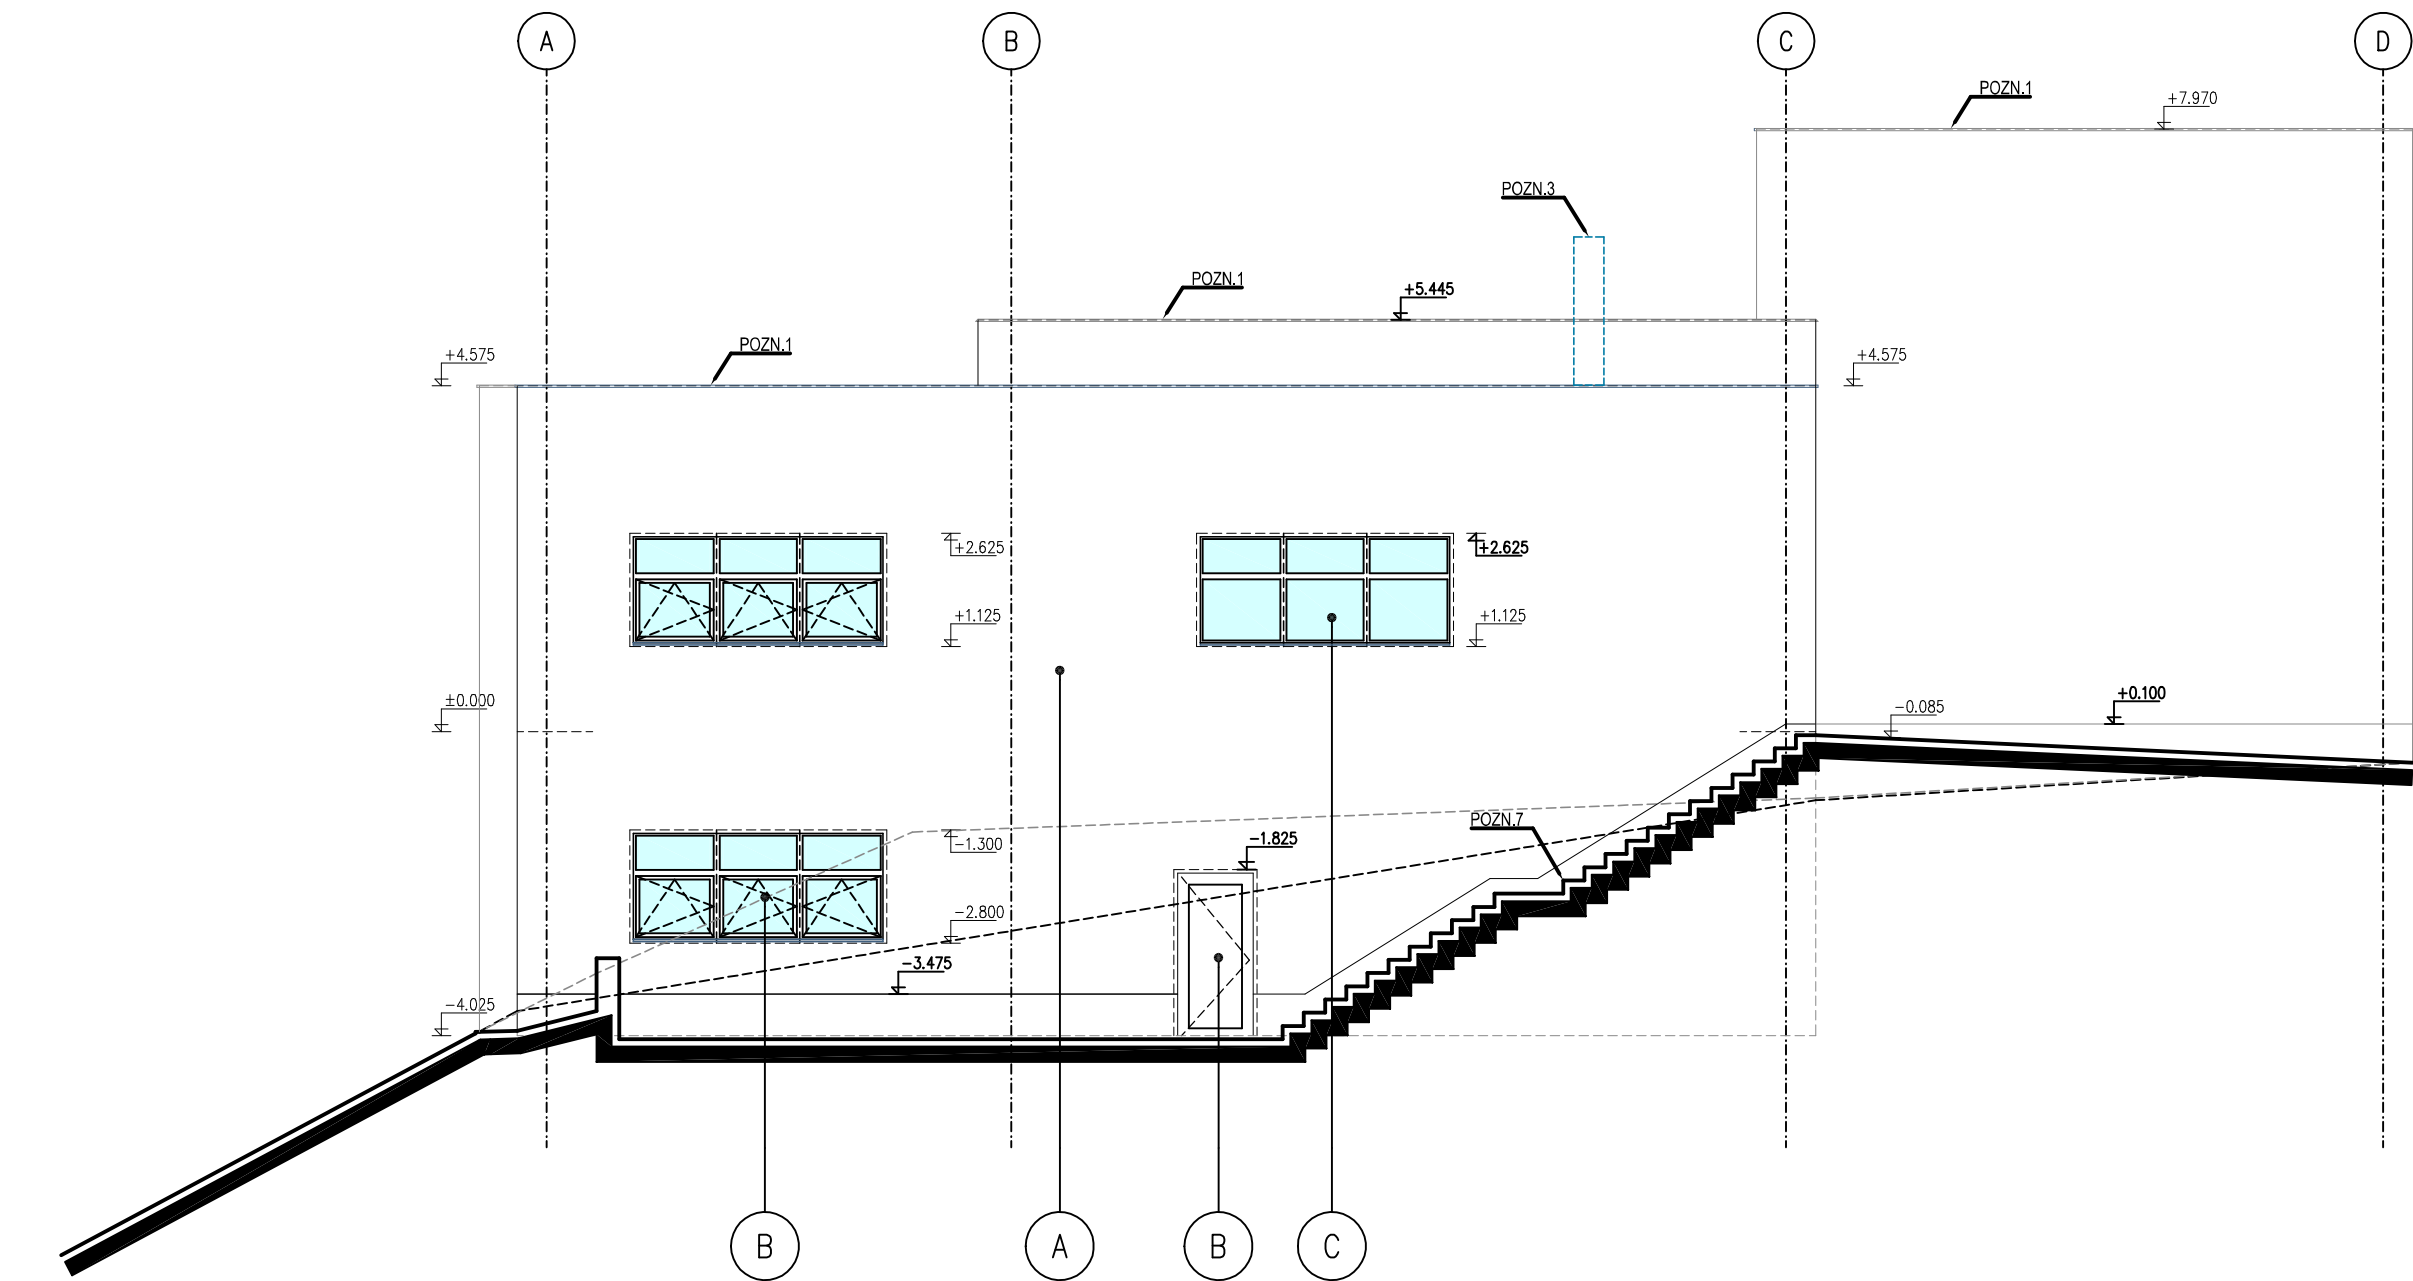 A
B
C
D
POZN.1
+7.970
POZN.3
POZN.1
+5.445
POZN.1
+4.575
+4.575
+2.625
+2.625
+1.125
+1.125
±0.000
+0.100
-0.085
POZN.7
-1.300
-1.825
-2.800
-3.475
-4.025
B
A
B
C